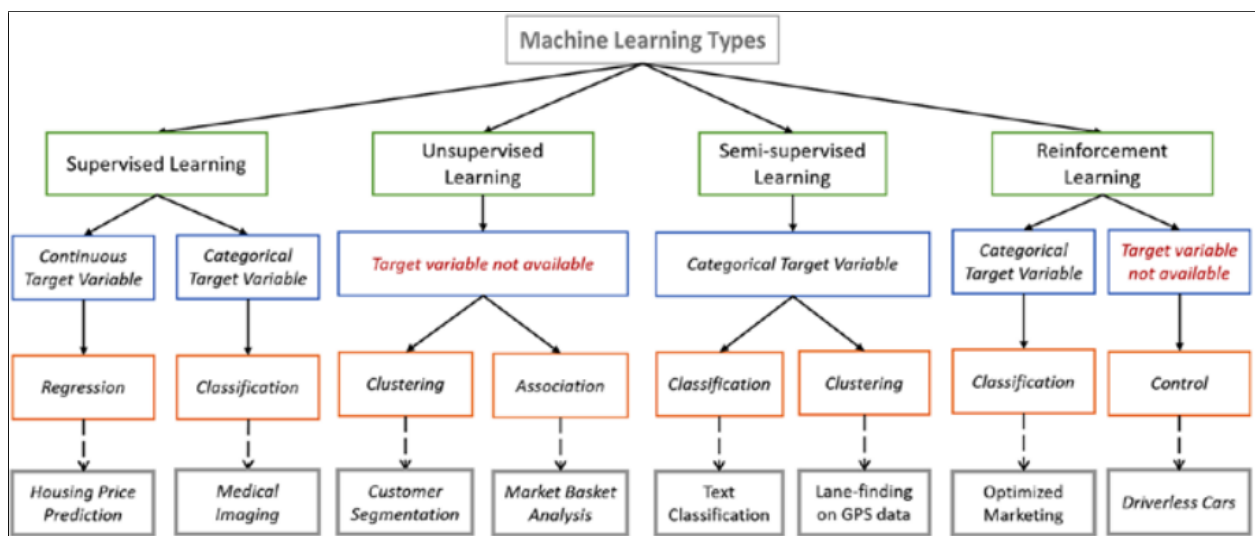 Machine Learning Types
Supervised Learning
Unsupervised
Learning
Semi-supervised
Learning
Reinforcement
Learning
Continuous
Target Variable
Categorical
Target Variable
Target variable not available
Categorical Target Variable
Categorical
Target Variable
Target variable
not available
Regression
Classification
Clustering
Association
Classification
Clustering
Classification
Control
Housing Price
Prediction
Medical
Imaging
Customer
Segmentation
Market Basket
Analysis
Text
Classification
Lane-finding
on GPS data
Optimized
Marketing
Driverless Cars